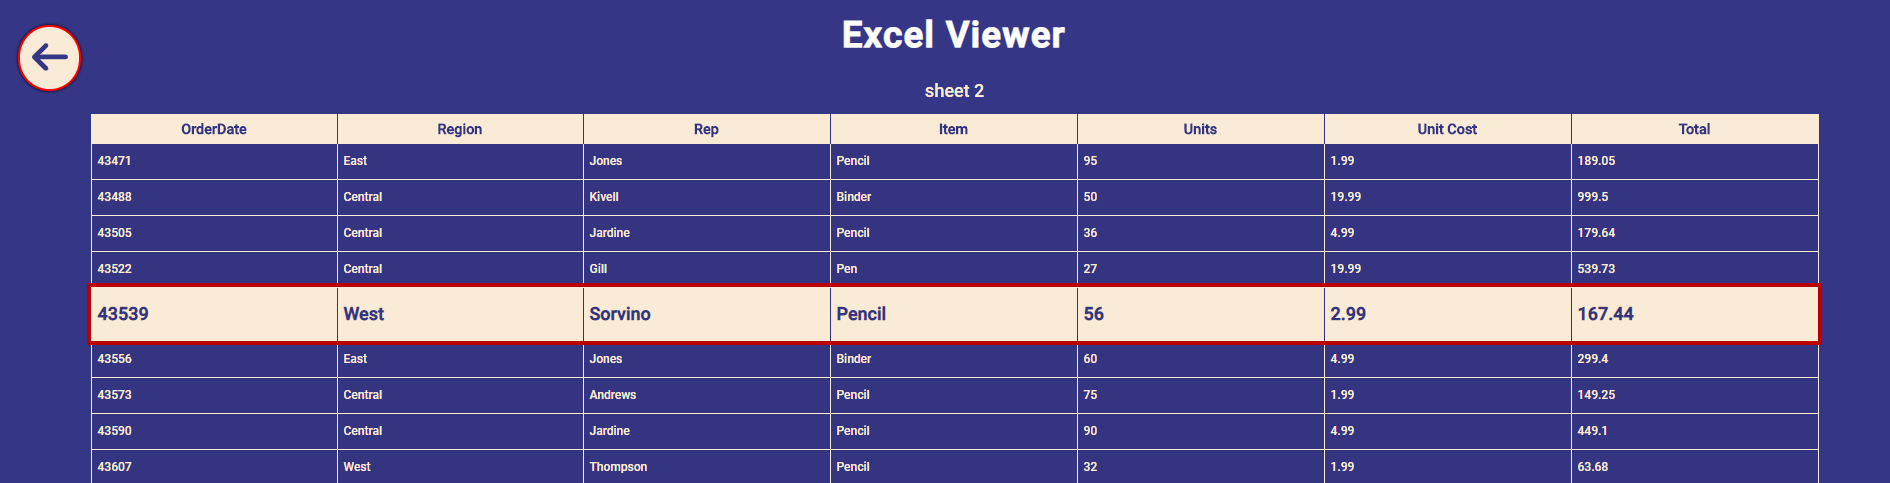 Excel Viewer
sheet 2
OrderDate Region Rep Item Units Unit Cost Total
43471 East Jones Pencil 95 1.99 189.05
43488 Central Kivell Binder 50 19.99 999.5
43505 Central Jardine Pencil 36 4.99 179.64
43522 Central Gill Pen 27 19.99 539.73
43539 West Sorvino Pencil 56 2.99 167.44
43556 East Jones Binder 60 4.99 299.4
43573 Central Andrews Pencil 75 1.99 149.25
43590 Central Jardine Pencil 90 4.99 449.1
43607 West Thompson Pencil 32 1.99 63.68